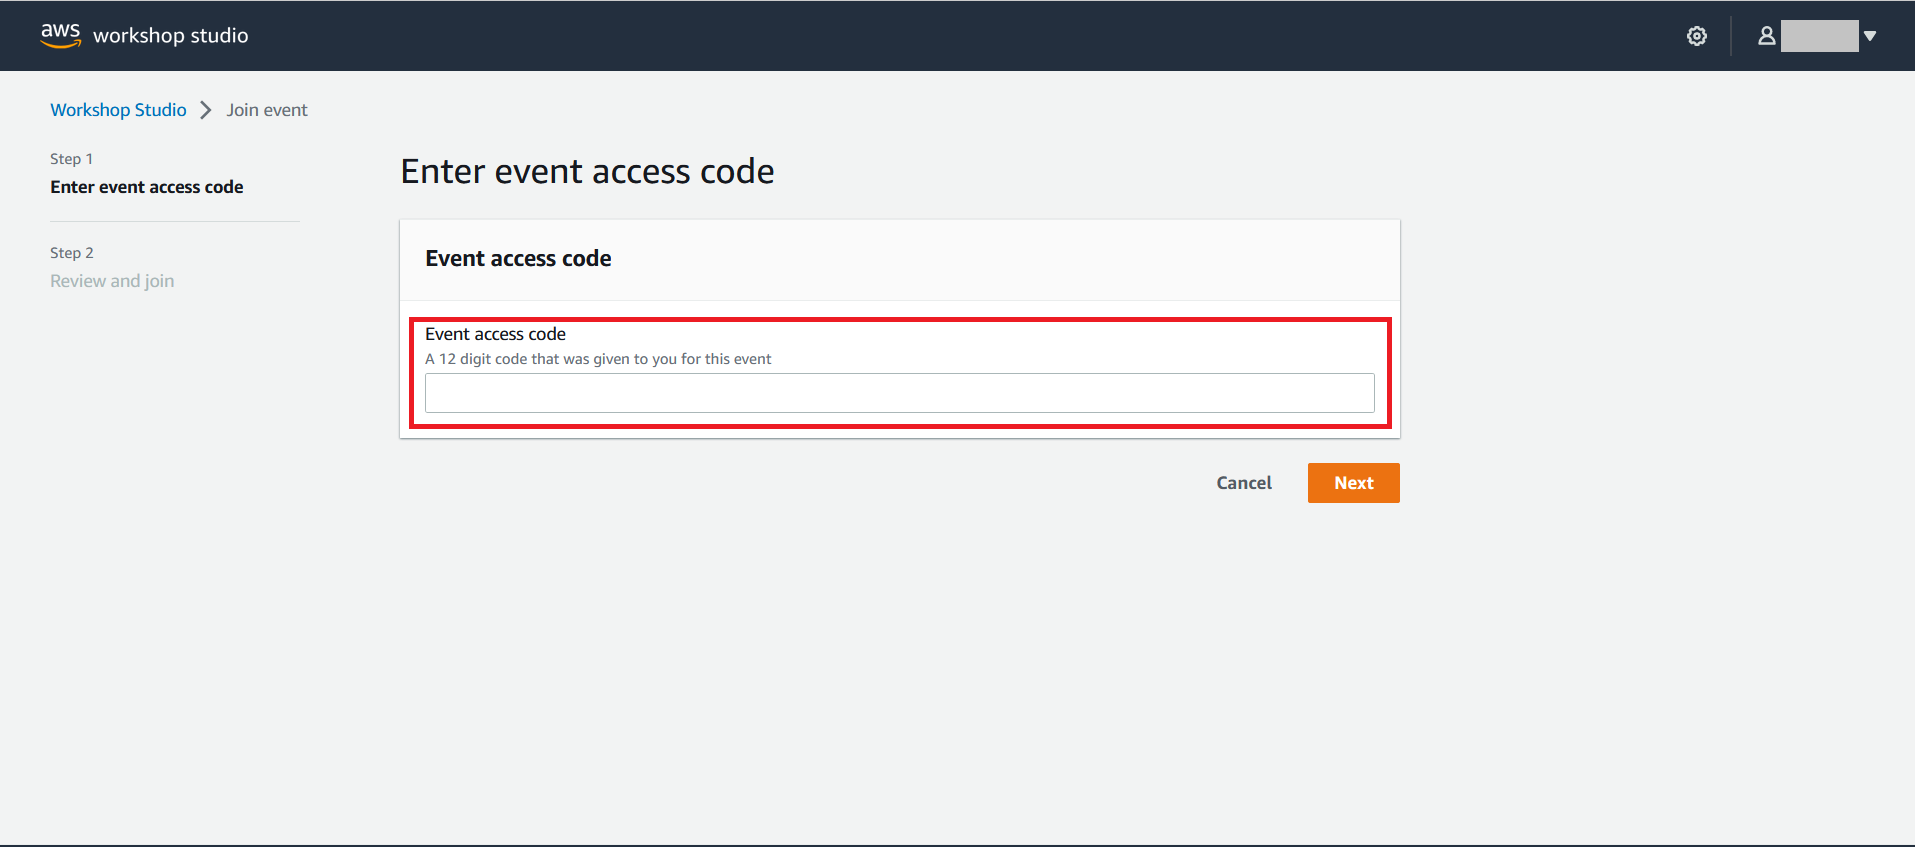 aws workshop studio
Workshop Studio Join event
Step 1
Enter event access code
Step 2
Review and join
Enter event access code
Event access code
Event access code
A 12 digit code that was given to you for this event
Cancel Next